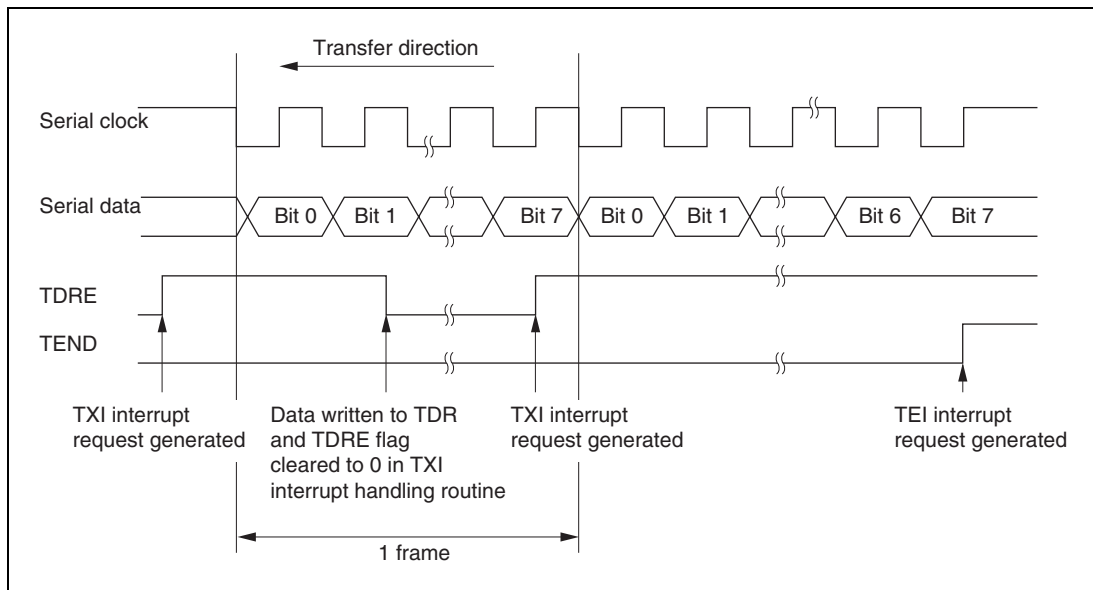 Transfer direction
Serial clock
Serial data
Bit 0 Bit 1 Bit 7 Bit 0 Bit 1 Bit 6 Bit 7
TDRE
TEND
TXI interrupt
request generated
Data written to TDR
and TDRE flag
cleared to 0 in TXI
interrupt handling routine
TXI interrupt
request generated
TEI interrupt
request generated
1 frame